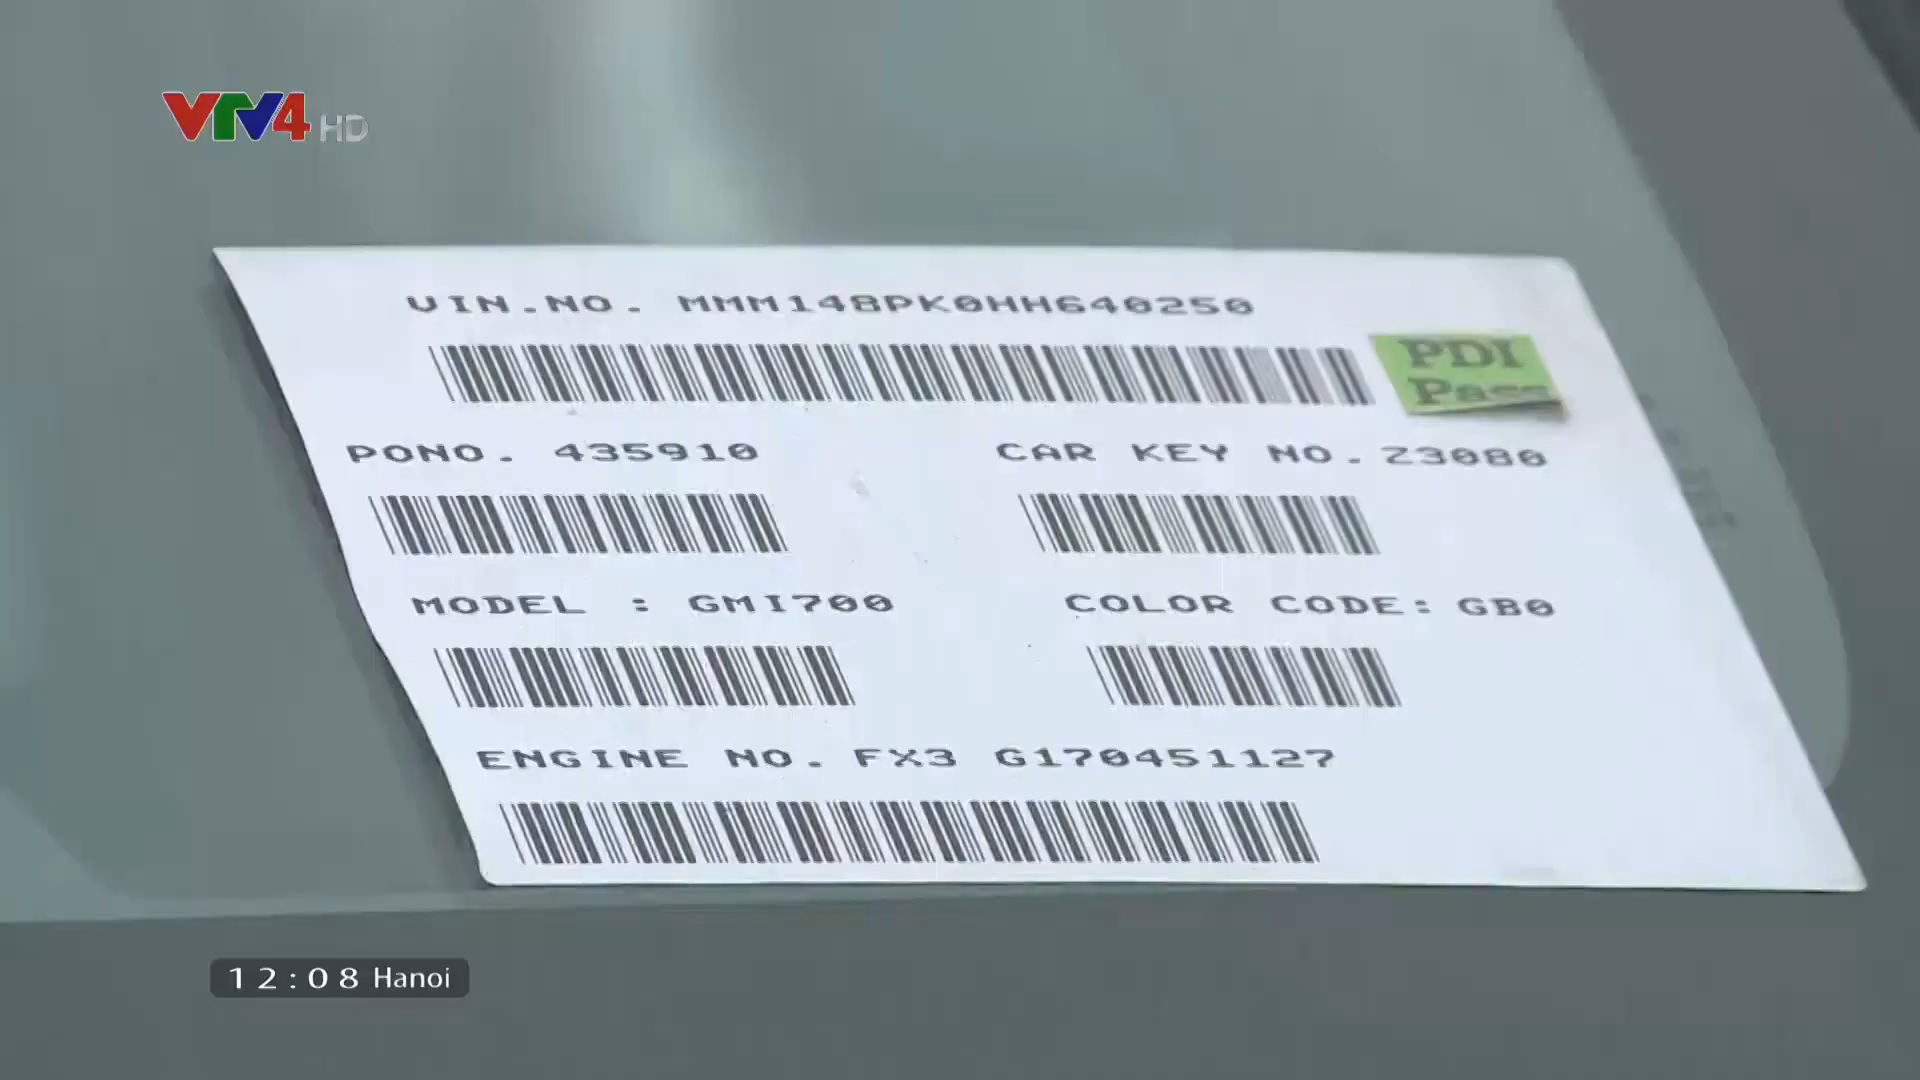 VTV4 HD
VIN.NO. MMM148PK0HH640250
PDI
Pass
PONO. 435910
CAR KEY NO. Z3080
MODEL : GMI700
COLOR CODE: GB0
ENGINE NO. FX3 G170451127
12:08 Hanoi